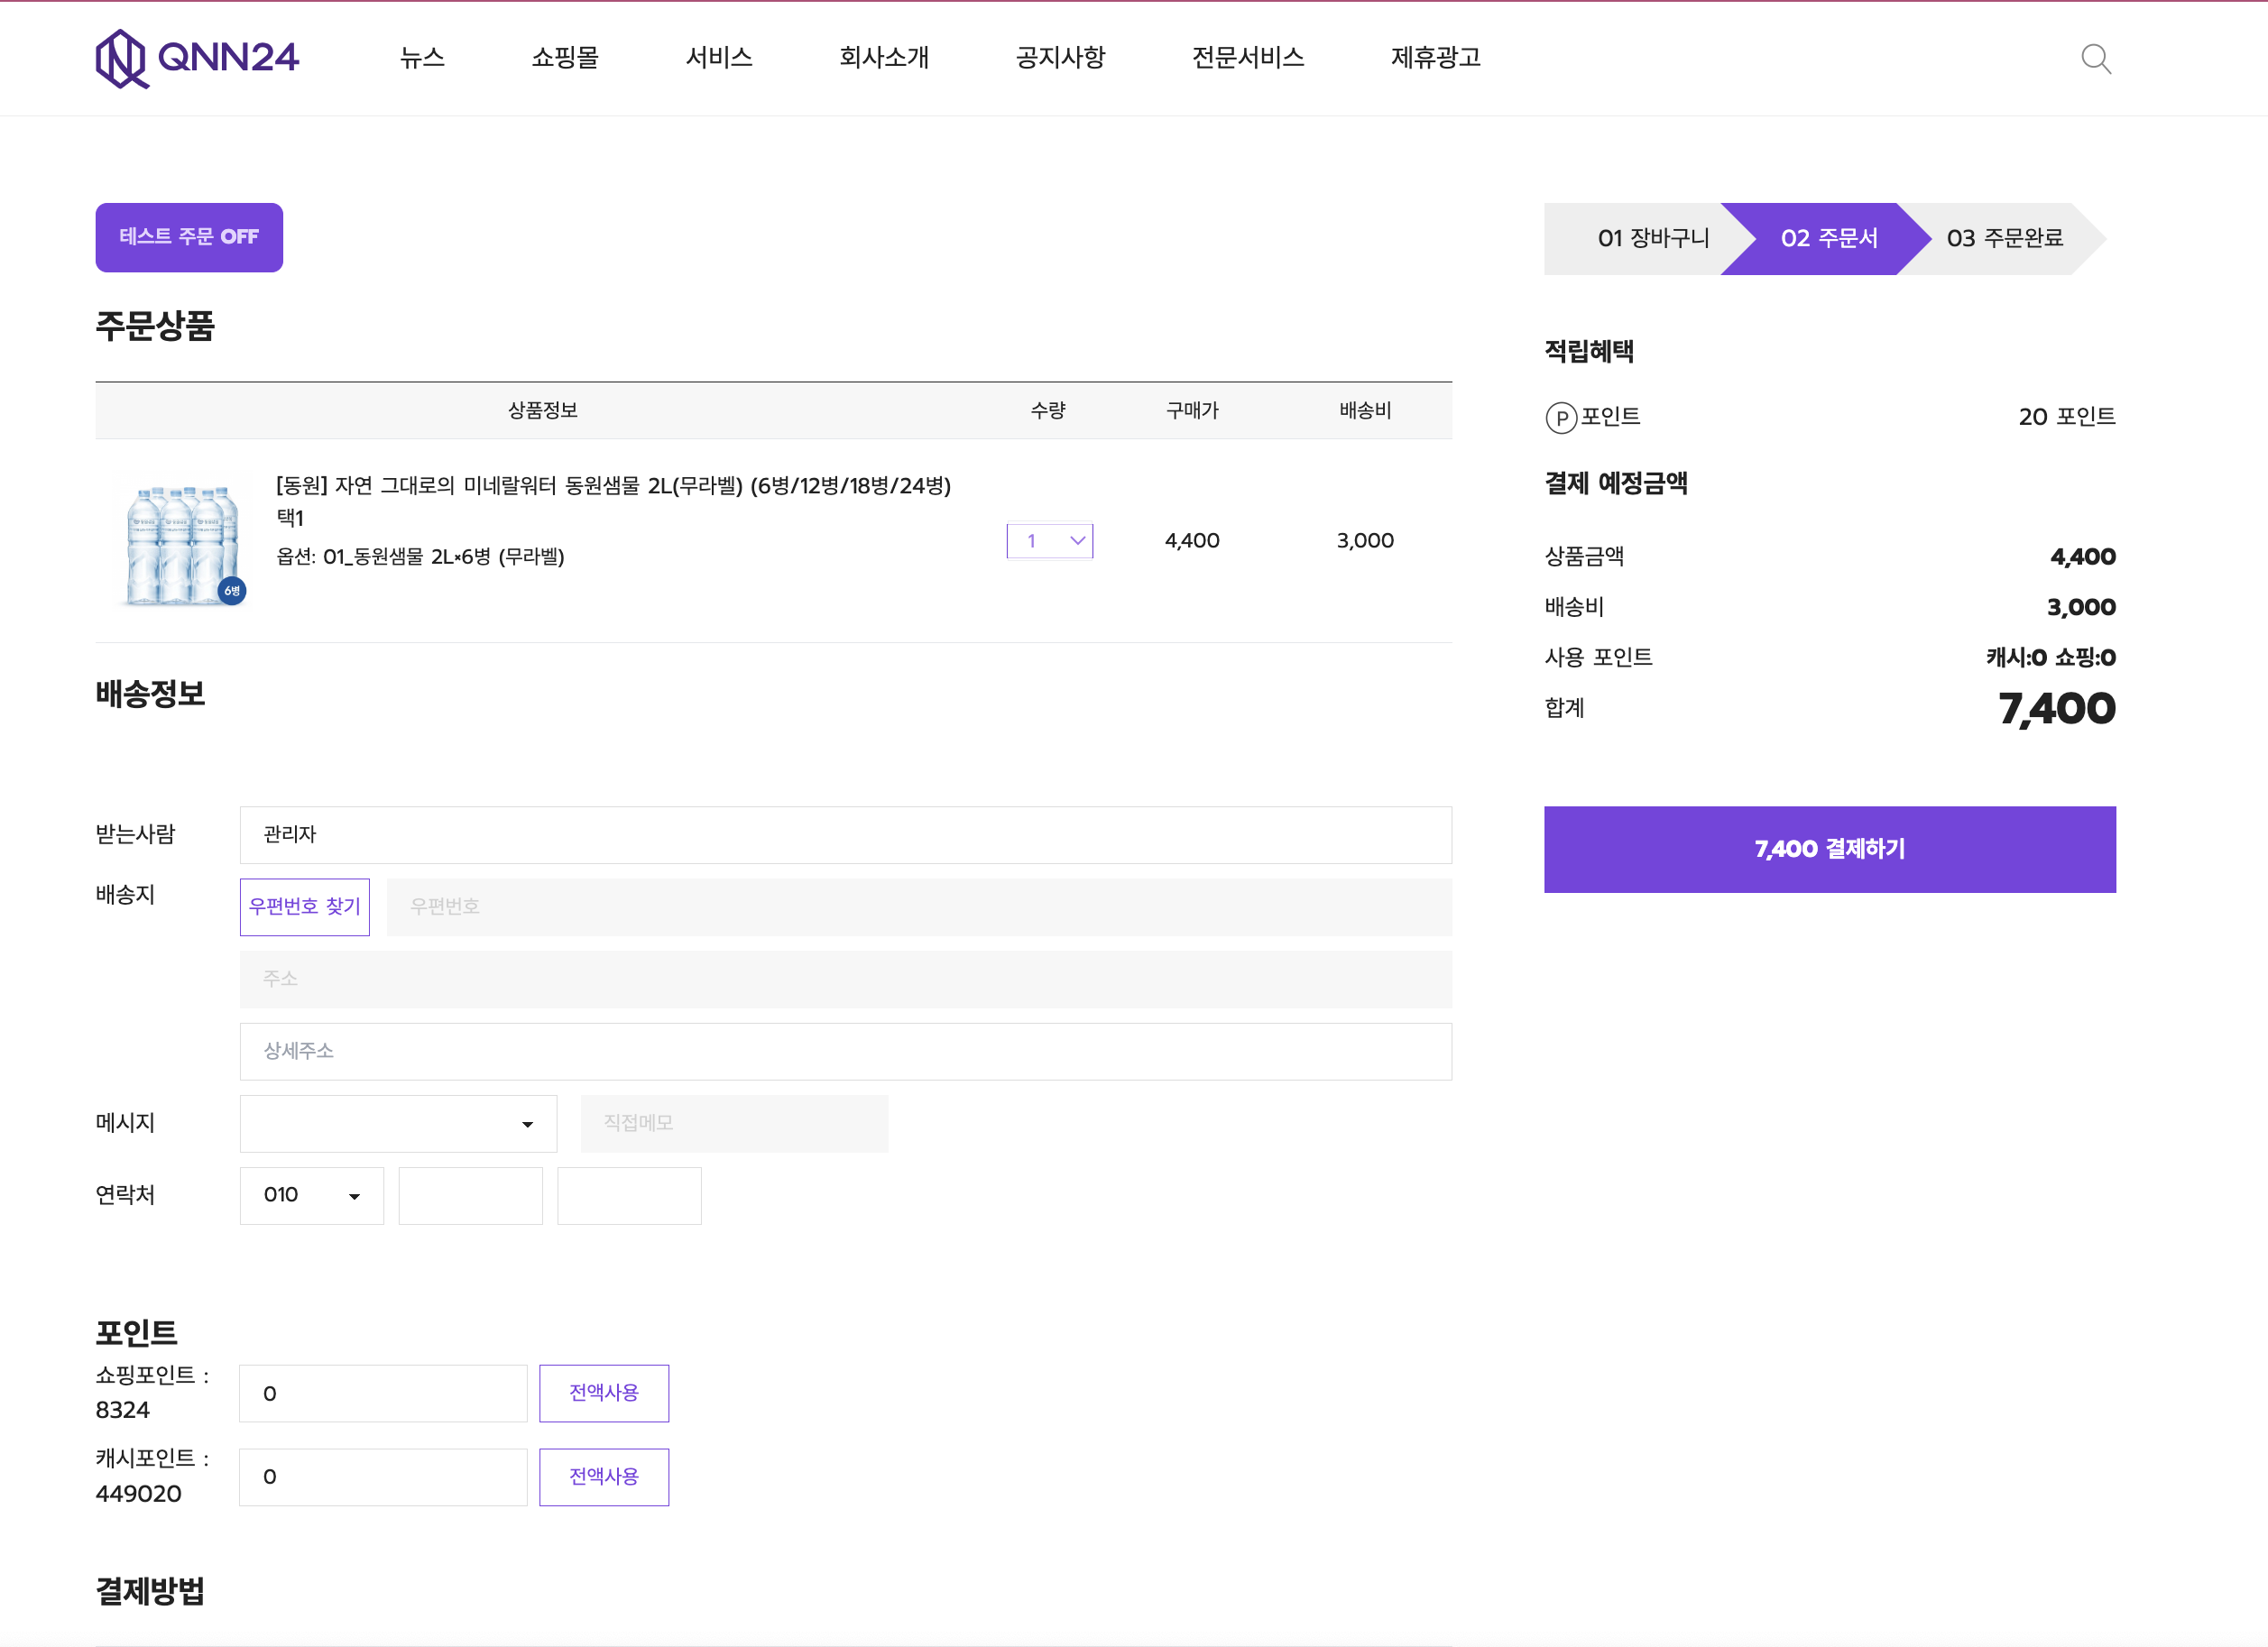 QNN24
뉴스 쇼핑몰 서비스 회사소개 공지사항 전문서비스 제휴광고
테스트 주문 OFF
01 장바구니 02 주문서 03 주문완료
주문상품
상품정보 수량 구매가 배송비
[동원] 자연 그대로의 미네랄워터 동원샘물 2L(무라벨) (6병/12병/18병/24병)
택1
옵션: 01_동원샘물 2L×6병 (무라벨)
6병
1 4,400 3,000
배송정보
받는사람 관리자
배송지 우편번호 찾기 우편번호
주소
상세주소
메시지 직접메모
연락처 010
포인트
쇼핑포인트 :
8324
0 전액사용
캐시포인트 :
449020
0 전액사용
결제방법
적립혜택
P 포인트 20 포인트
결제 예정금액
상품금액 4,400
배송비 3,000
사용 포인트 캐시:0 쇼핑:0
합계 7,400
7,400 결제하기